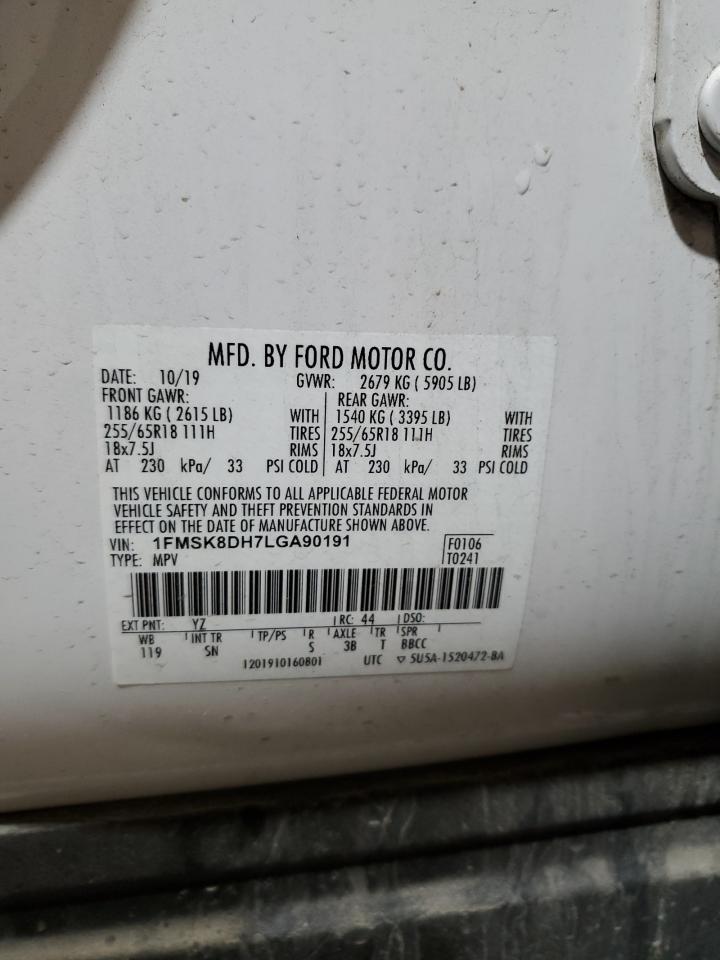 MFD. BY FORD MOTOR CO.
DATE: 10/19 GVWR: 2679 KG ( 5905 LB)
FRONT GAWR: REAR GAWR:
1186 KG ( 2615 LB) WITH 1540 KG ( 3395 LB) WITH
255/65R18 111H TIRES 255/65R18 111H TIRES
18x7.5J RIMS 18x7.5J RIMS
AT 230 kPa/ 33 PSI COLD AT 230 kPa/ 33 PSI COLD
THIS VEHICLE CONFORMS TO ALL APPLICABLE FEDERAL MOTOR
VEHICLE SAFETY AND THEFT PREVENTION STANDARDS IN
EFFECT ON THE DATE OF MANUFACTURE SHOWN ABOVE.
VIN: 1FMSK8DH7LGA90191 F0106
TYPE: MPV T0241
EXT PNT: YZ RC: 44 DSO:
WB INT TR TP/PS R AXLE TR SPR
119 SN S 3B T BBCC
1201910160801 UTC ▽ 5U5A-1520472-BA